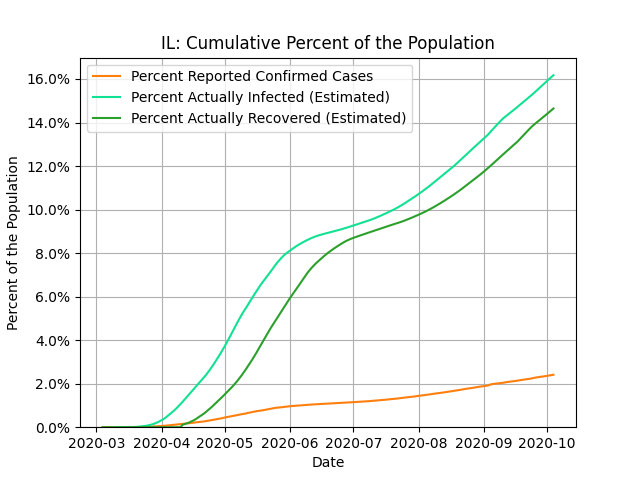 IL: Cumulative Percent of the Population
Percent Reported Confirmed Cases
Percent Actually Infected (Estimated)
Percent Actually Recovered (Estimated)
Percent of the Population
16.0%
14.0%
12.0%
10.0%
8.0%
6.0%
4.0%
2.0%
0.0%
2020-03 2020-04 2020-05 2020-06 2020-07 2020-08 2020-09 2020-10
Date